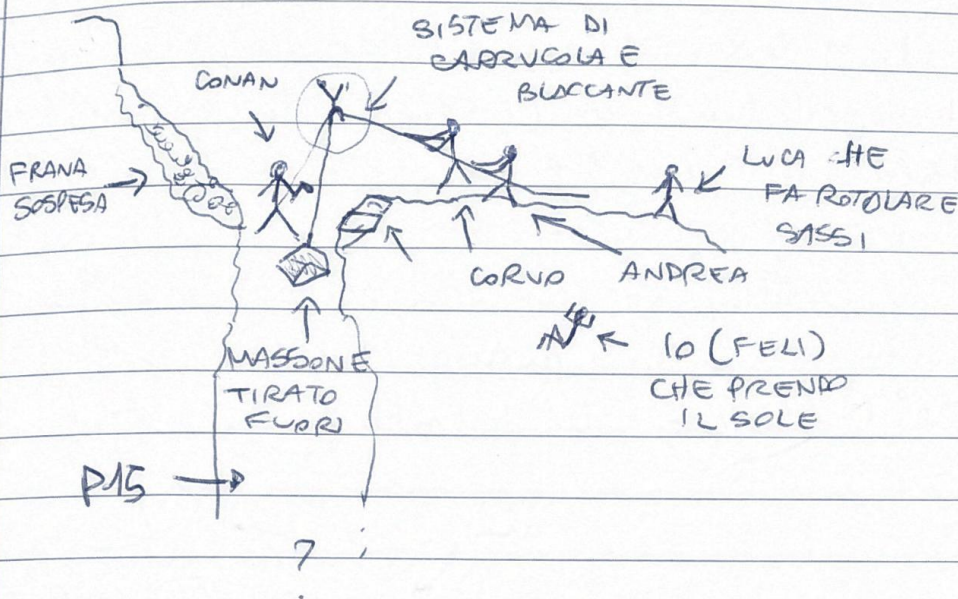 SISTEMA DI
CARRUCOLA E
BLOCCANTE
CONAN
FRANA
SOSPESA
LUCA CHE
FA ROTOLARE
SASSI
CORVO
ANDREA
MASSONE
TIRATO
FUORI
IO (FELI)
CHE PRENDO
IL SOLE
P15
?